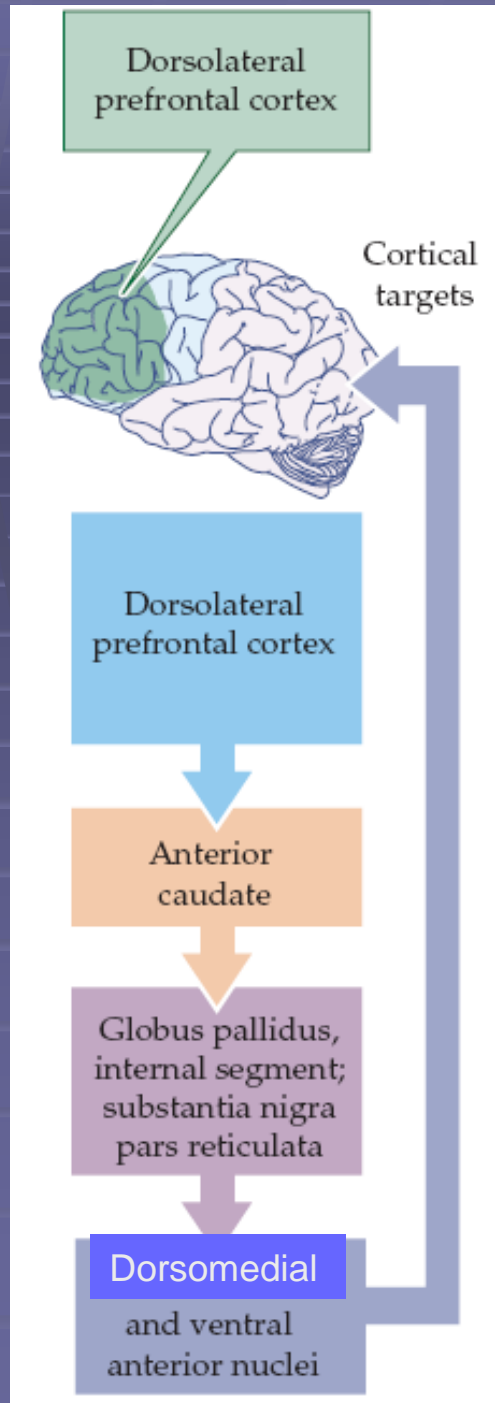 Dorsolateral
prefrontal cortex
Cortical
targets
Dorsolateral
prefrontal cortex
Anterior
caudate
Globus pallidus,
internal segment;
substantia nigra
pars reticulata
Dorsomedial
and ventral
anterior nuclei